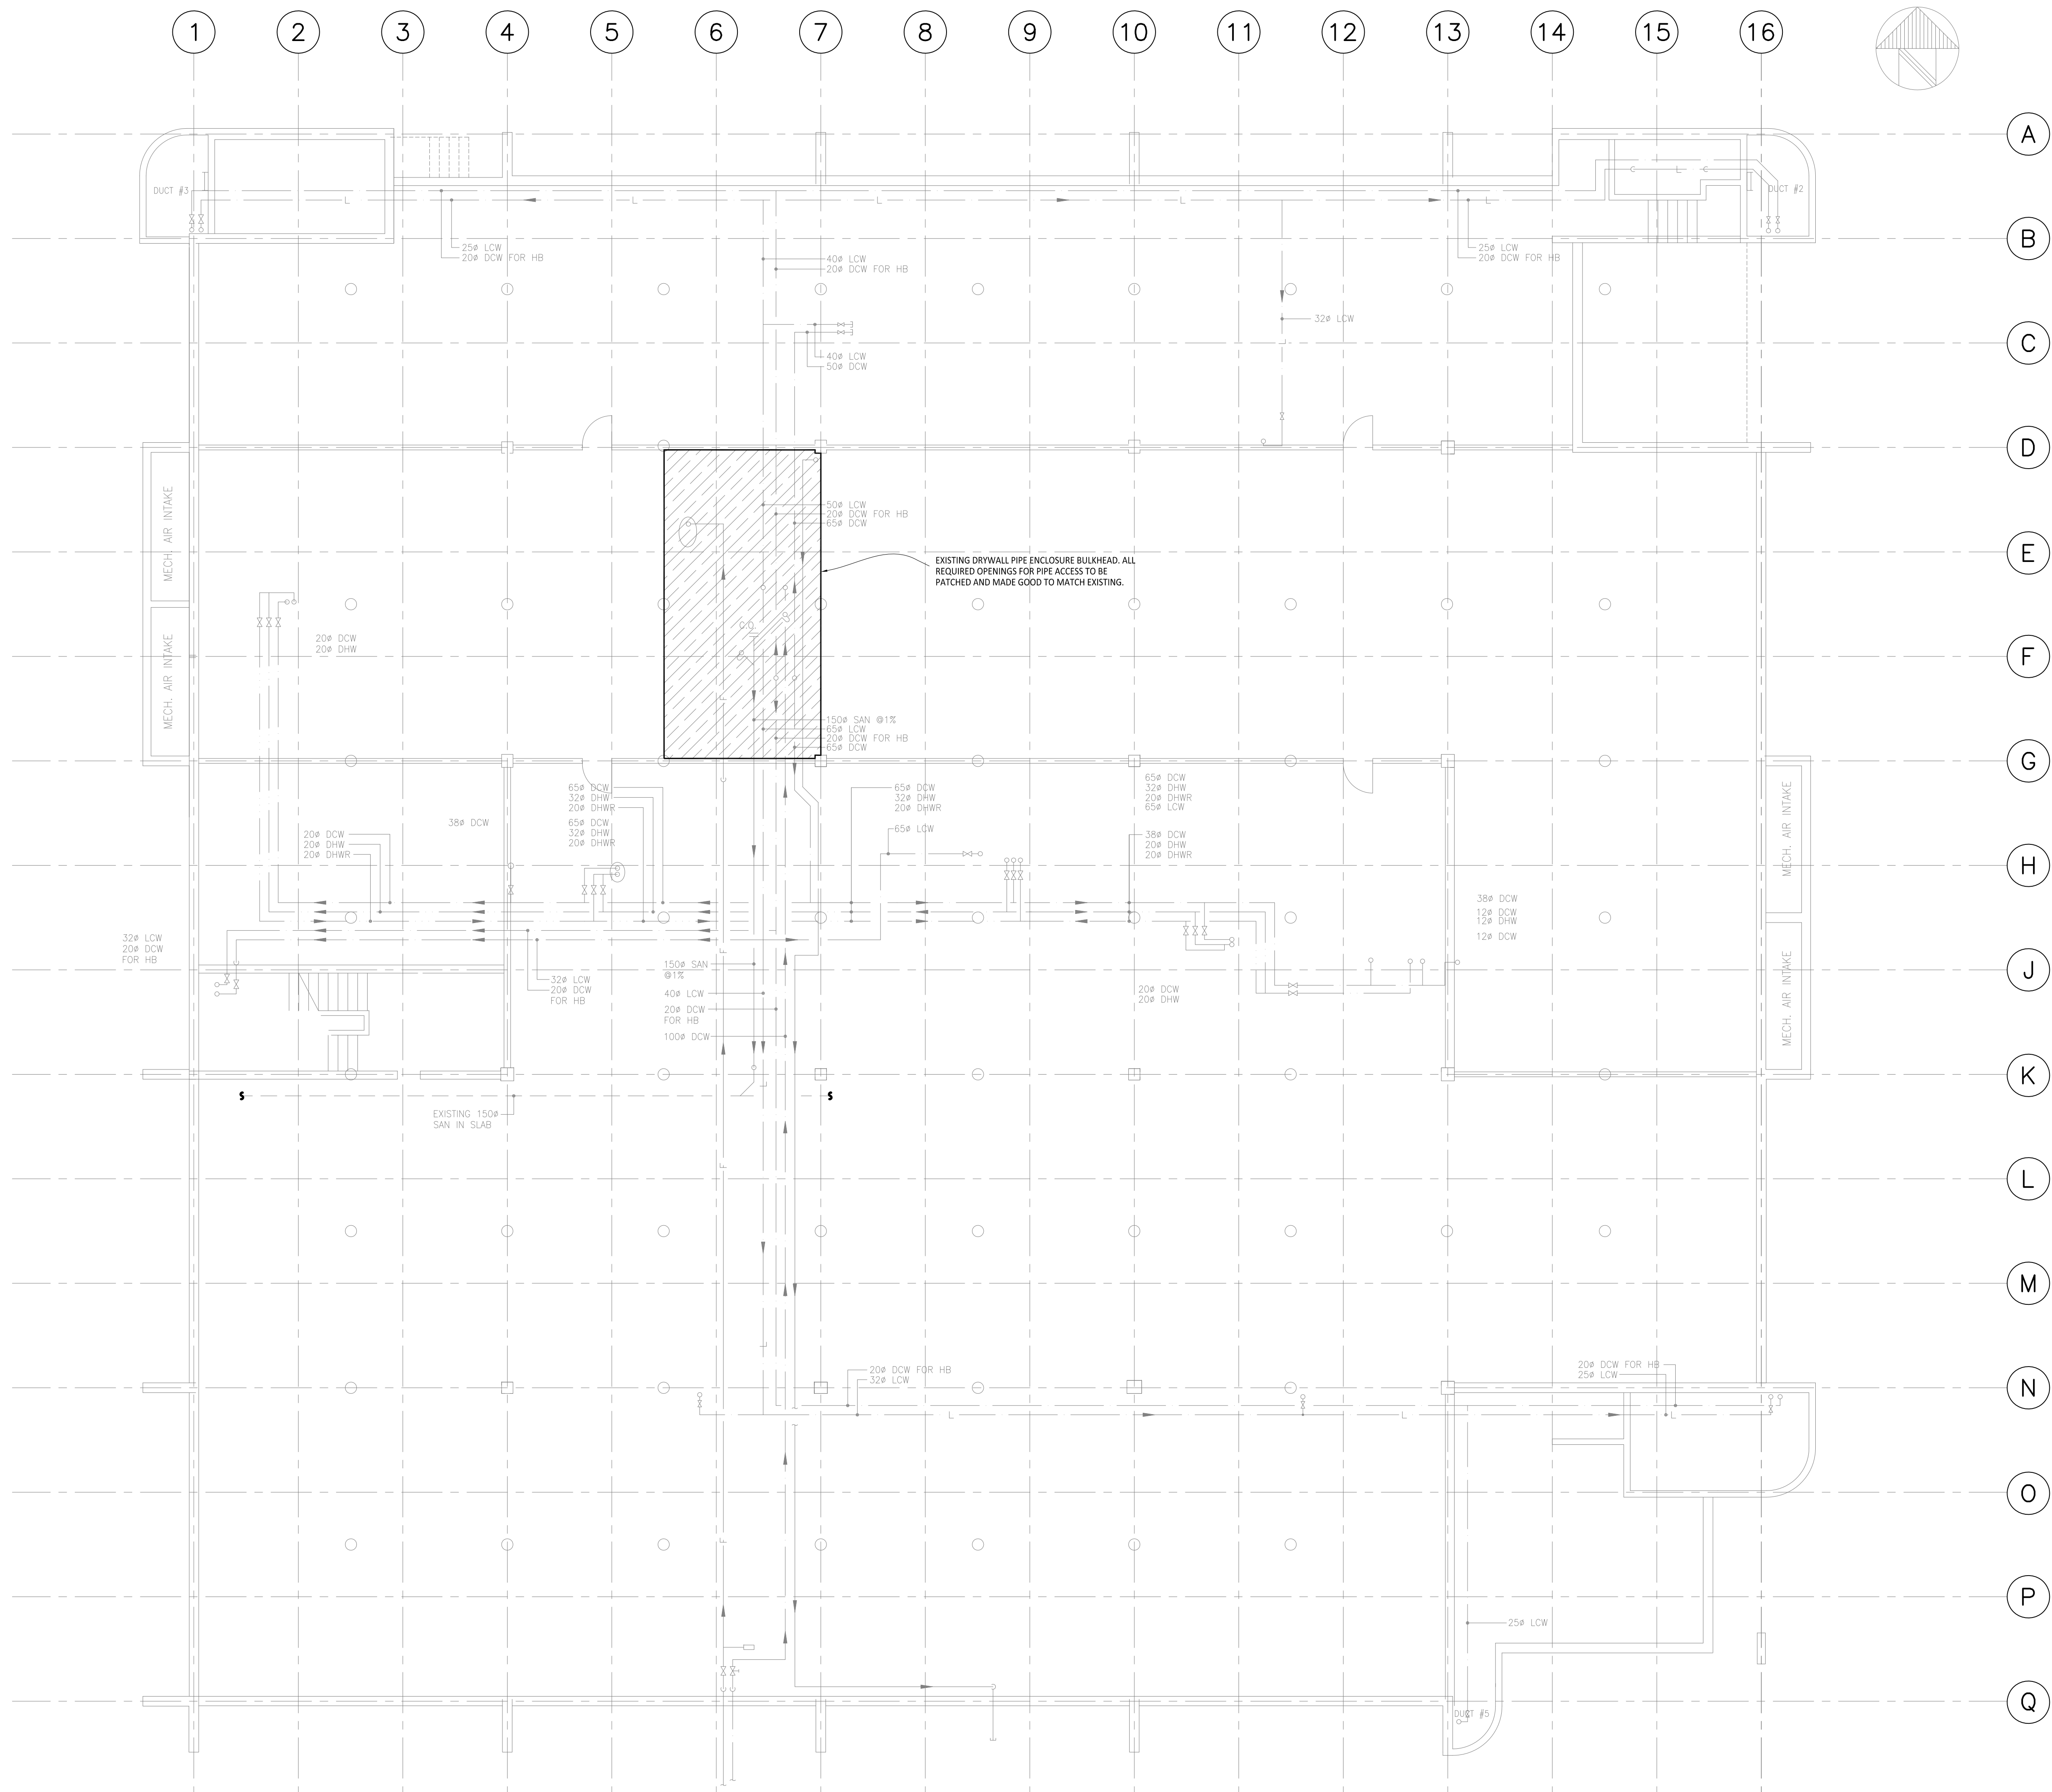 1 2 3 4 5 6 7 8 9 10 11 12 13 14 15 16
A
DUCT #3
L L L L L L
C L C
DUCT #2
B
25ø LCW
20ø DCW FOR HB
40ø LCW
20ø DCW FOR HB
25ø LCW
20ø DCW FOR HB
32ø LCW
L
C
40ø LCW
50ø DCW
D
MECH. AIR INTAKE
50ø LCW
20ø DCW FOR HB
65ø DCW
E
EXISTING DRYWALL PIPE ENCLOSURE BULKHEAD. ALL
REQUIRED OPENINGS FOR PIPE ACCESS TO BE
PATCHED AND MADE GOOD TO MATCH EXISTING.
C.O.
20ø DCW
20ø DHW
F
MECH. AIR INTAKE
F
150ø SAN @1%
65ø LCW
20ø DCW FOR HB
65ø DCW
G
65ø DCW
32ø DHW
20ø DHWR
65ø DCW
32ø DHW
20ø DHWR
65ø DCW
32ø DHW
20ø DHWR
65ø DCW
32ø DHW
20ø DHWR
65ø LCW
38ø DCW
65ø LCW
20ø DCW
20ø DHW
20ø DHWR
38ø DCW
20ø DHW
20ø DHWR
MECH. AIR INTAKE
H
38ø DCW
12ø DCW
12ø DHW
12ø DCW
32ø LCW
20ø DCW
FOR HB
F
150ø SAN
@1%
J
32ø LCW
20ø DCW
FOR HB
40ø LCW
20ø DCW
FOR HB
100ø DCW
20ø DCW
20ø DHW
MECH. AIR INTAKE
K
L
S S
EXISTING 150ø
SAN IN SLAB
F
L
M
L
20ø DCW FOR HB
32ø LCW
20ø DCW FOR HB
25ø LCW
N
L L L
O
F
P
25ø LCW
Q
DUCT #5